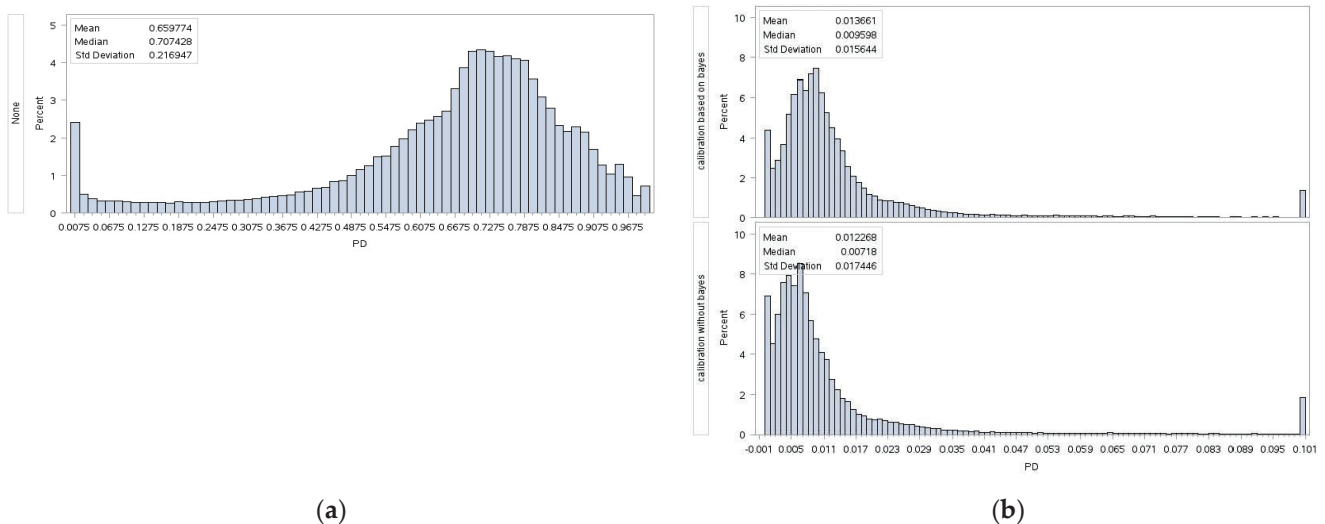 None
Percent
5
4
3
2
1
0
Mean 0.659774
Median 0.707428
Std Deviation 0.216947
0.0075 0.0675 0.1275 0.1875 0.2475 0.3075 0.3675 0.4275 0.4875 0.5475 0.6075 0.6675 0.7275 0.7875 0.8475 0.9075 0.9675
PD
(a)
calibration based on bayes
Percent
10
8
6
4
2
0
Mean 0.013661
Median 0.009598
Std Deviation 0.015644
calibration without bayes
Percent
10
8
6
4
2
0
Mean 0.012268
Median 0.00718
Std Deviation 0.017446
-0.001 0.005 0.011 0.017 0.023 0.029 0.035 0.041 0.047 0.053 0.059 0.065 0.071 0.077 0.083 0.089 0.095 0.101
PD
(b)